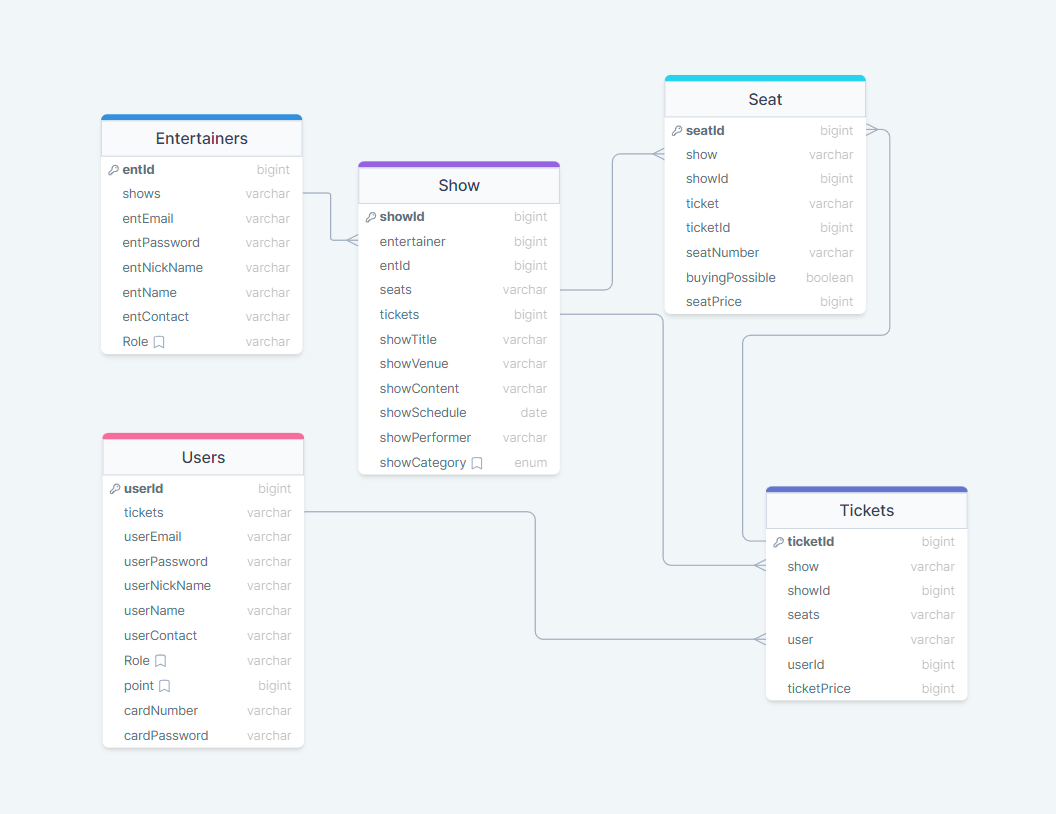 Entertainers
entId bigint
shows varchar
entEmail varchar
entPassword varchar
entNickName varchar
entName varchar
entContact varchar
Role varchar
Show
showId bigint
entertainer bigint
entId bigint
seats varchar
tickets bigint
showTitle varchar
showVenue varchar
showContent varchar
showSchedule date
showPerformer varchar
showCategory enum
Seat
seatId bigint
show varchar
showId bigint
ticket varchar
ticketId bigint
seatNumber varchar
buyingPossible boolean
seatPrice bigint
Users
userId bigint
tickets varchar
userEmail varchar
userPassword varchar
userNickName varchar
userName varchar
userContact varchar
Role varchar
point bigint
cardNumber varchar
cardPassword varchar
Tickets
ticketId bigint
show varchar
showId bigint
seats varchar
user varchar
userId bigint
ticketPrice bigint